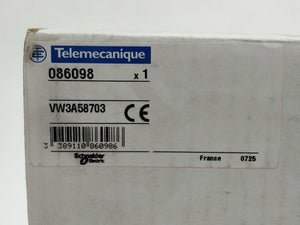 Telemecanique
086098 x 1
VW3A58703 CE
3 389110 860986
Schneider
Electric
France 0725